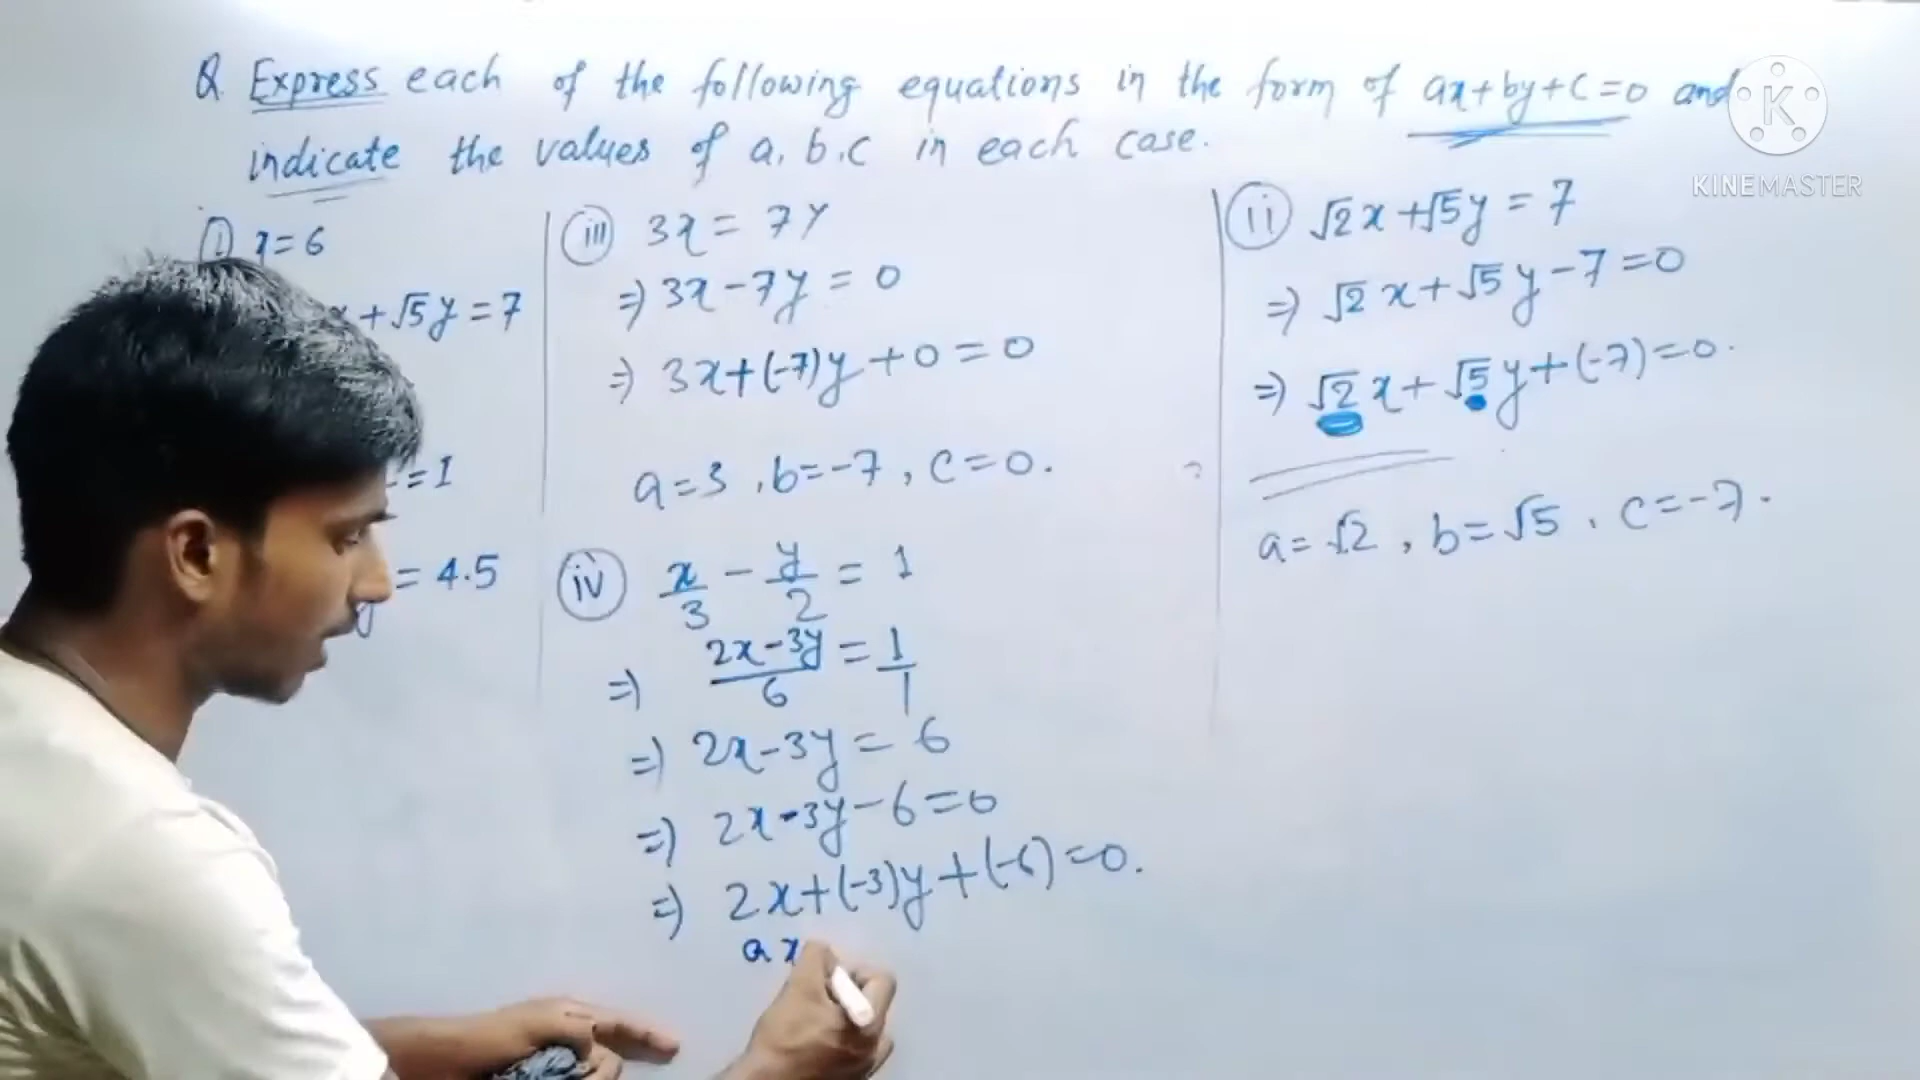 Q Express each of the following equations in the form of ax+by+c=0 and
indicate the values of a, b, c in each case.
(i) x=6
+√5y=7
=1
y = 4.5
(iii) 3x = 7y
⇒ 3x-7y = 0
⇒ 3x+(-7)y+0=0
a=3, b=-7, c=0.
(iv) x/3 - y/2 = 1
⇒ 2x-3y/6 = 1/1
⇒ 2x-3y = 6
⇒ 2x-3y-6=0
⇒ 2x+(-3)y+(-6)=0.
ax
(ii) √2x+√5y=7
⇒ √2x+√5y-7=0
⇒ √2x+√5y+(-7)=0.
a=√2, b=√5, c=-7.
K
KINEMASTER